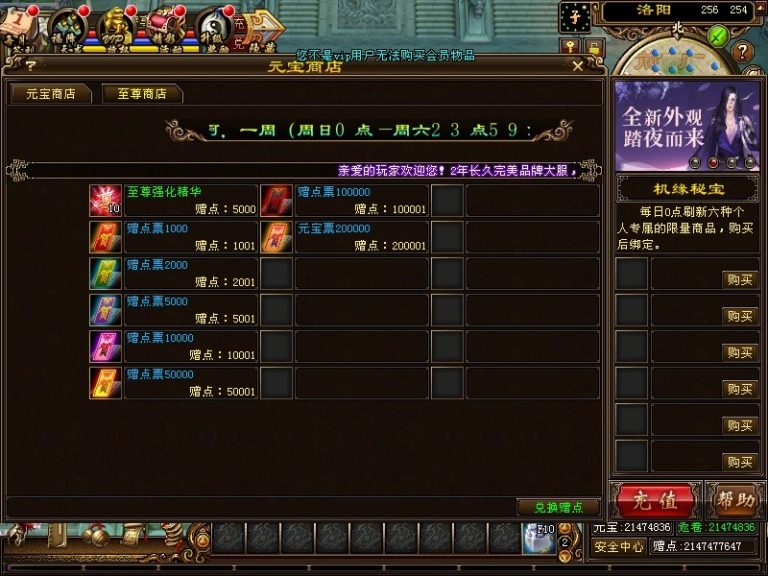 洛阳
256 254
北
您不是vip用户无法购买会员物品
元宝商店
元宝商店
至尊商店
可. 一周 (周日0 点一周六2 3 点5 9 :
亲爱的玩家欢迎您! 2年长久完美品牌大服,
至尊强化精华
10
赠点：5000
赠点票100000
赠点：100001
赠点票1000
赠点：1001
元宝票200000
赠点：200001
赠点票2000
赠点：2001
赠点票5000
赠点：5001
赠点票10000
赠点：10001
赠点票50000
赠点：50001
兑换赠点
全新外观
踏夜而来
机缘秘宝
每日0点刷新六种个
人专属的限量商品，购买
后绑定。
购买
购买
购买
购买
购买
购买
充值
帮助
元宝:21474836
安全中心
赠点:2147477647
F10
2